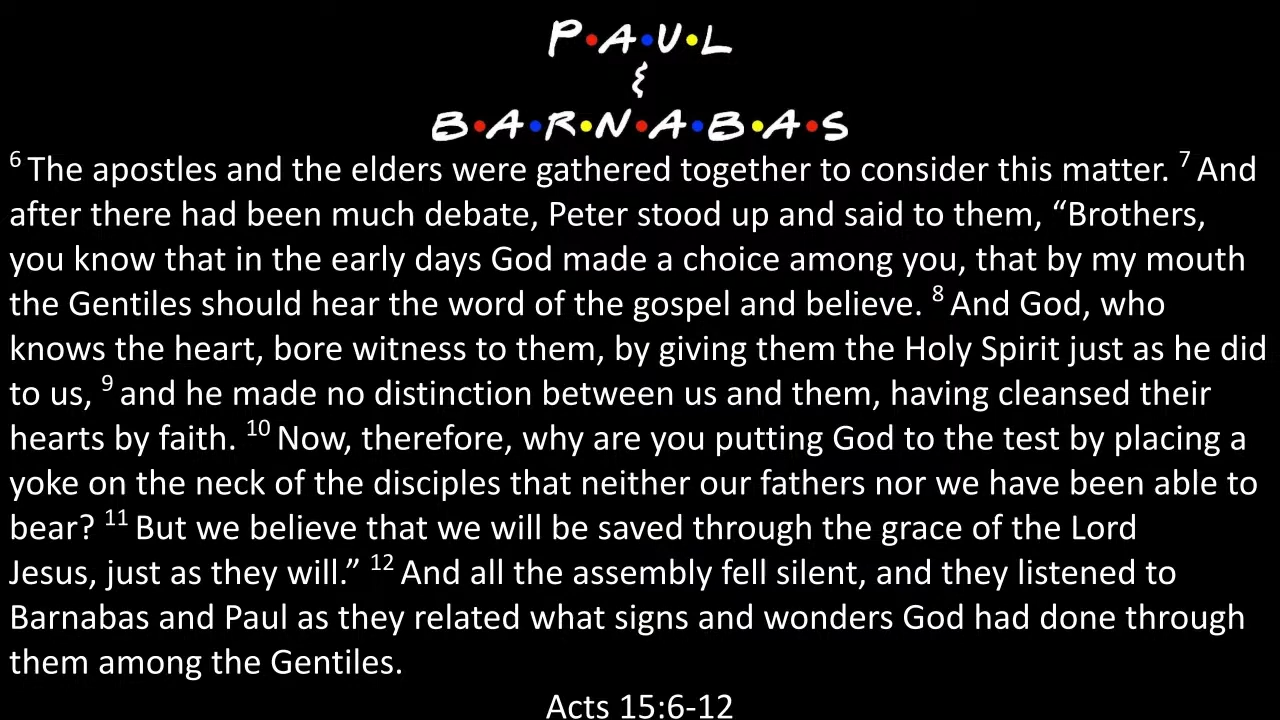 P•A•U•L
&
B•A•R•N•A•B•A•S
6 The apostles and the elders were gathered together to consider this matter. 7 And
after there had been much debate, Peter stood up and said to them, “Brothers,
you know that in the early days God made a choice among you, that by my mouth
the Gentiles should hear the word of the gospel and believe. 8 And God, who
knows the heart, bore witness to them, by giving them the Holy Spirit just as he did
to us, 9 and he made no distinction between us and them, having cleansed their
hearts by faith. 10 Now, therefore, why are you putting God to the test by placing a
yoke on the neck of the disciples that neither our fathers nor we have been able to
bear? 11 But we believe that we will be saved through the grace of the Lord
Jesus, just as they will.” 12 And all the assembly fell silent, and they listened to
Barnabas and Paul as they related what signs and wonders God had done through
them among the Gentiles.
Acts 15:6-12